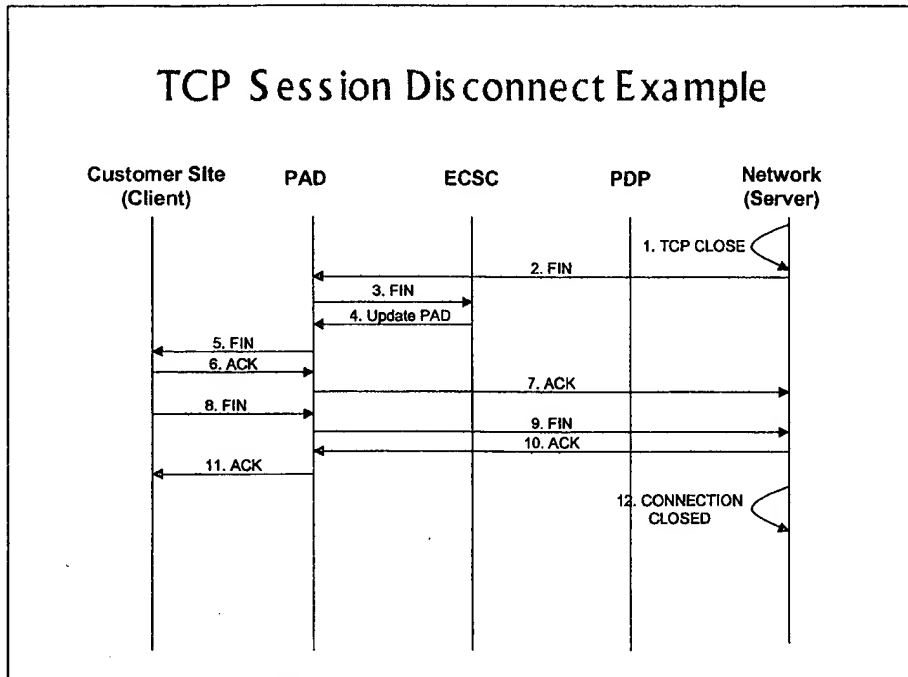 TCP Session Disconnect Example
Customer Site
(Client)
PAD
ECSC
PDP
Network
(Server)
1. TCP CLOSE
2. FIN
3. FIN
4. Update PAD
5. FIN
6. ACK
7. ACK
8. FIN
9. FIN
10. ACK
11. ACK
12. CONNECTION
CLOSED